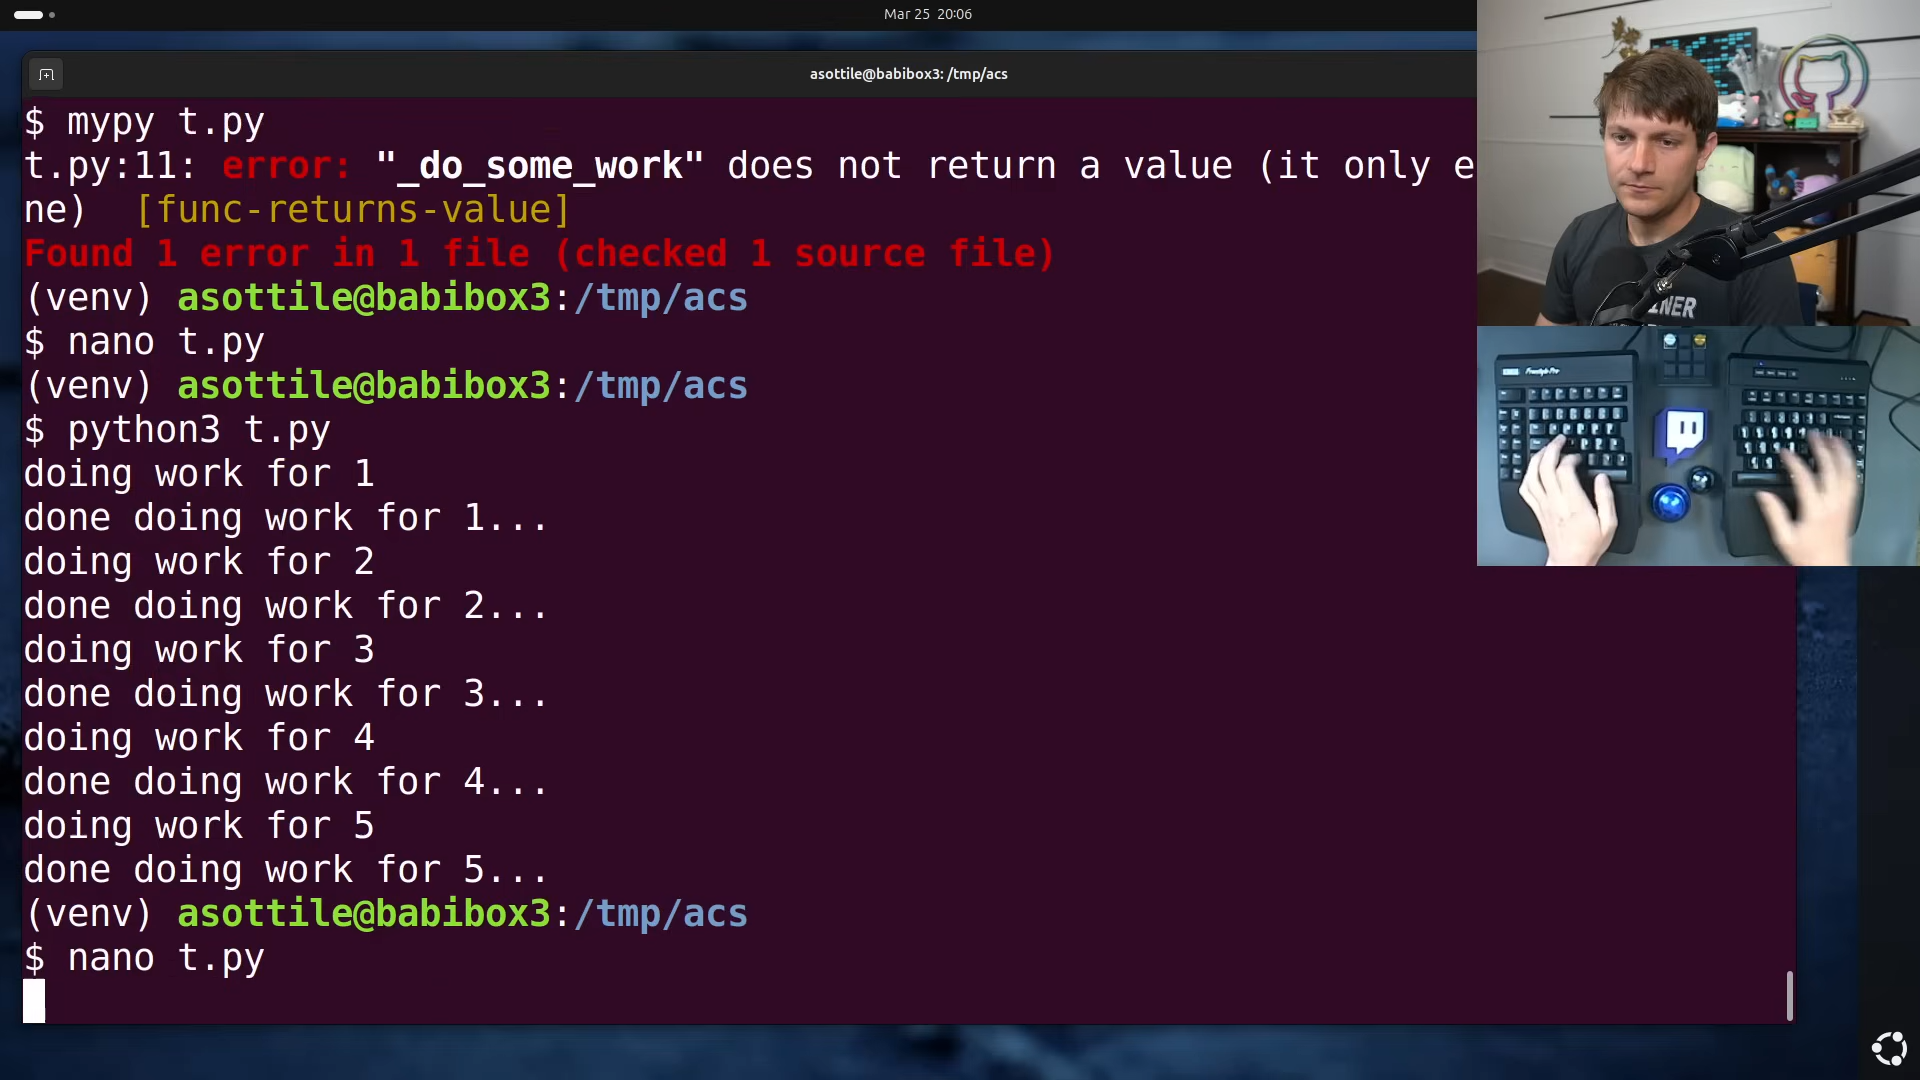 Mar 25 20:06
asottile@babibox3: /tmp/acs
$ mypy t.py
t.py:11: error: "_do_some_work" does not return a value (it only e
ne)  [func-returns-value]
Found 1 error in 1 file (checked 1 source file)
(venv) asottile@babibox3:/tmp/acs
$ nano t.py
(venv) asottile@babibox3:/tmp/acs
$ python3 t.py
doing work for 1
done doing work for 1...
doing work for 2
done doing work for 2...
doing work for 3
done doing work for 3...
doing work for 4
done doing work for 4...
doing work for 5
done doing work for 5...
(venv) asottile@babibox3:/tmp/acs
$ nano t.py
INER
Freestyle Pro